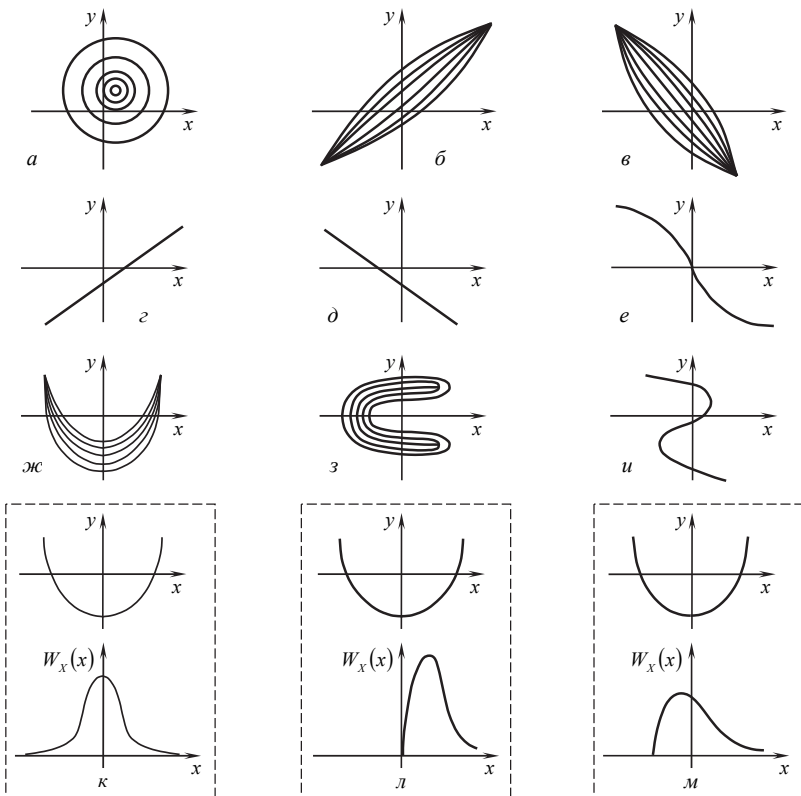 y y y
x x x
а б в
y y y
x x x
г д е
y y y
x x x
ж з и
y y y
x x x
W_X(x) W_X(x) W_X(x)
x x x
к л м